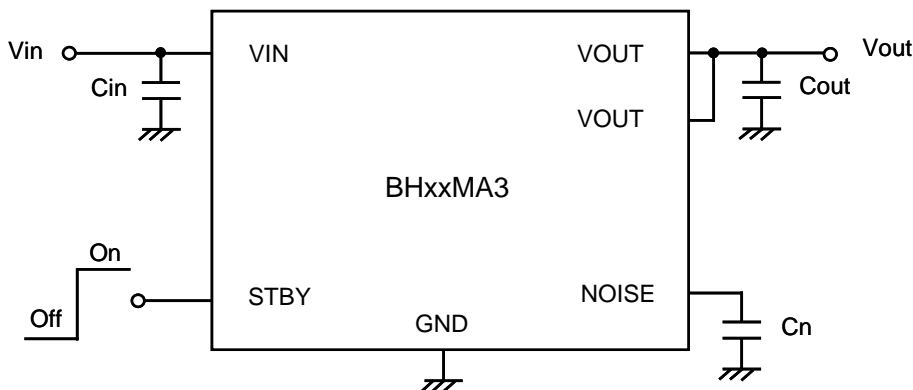 Vin
VIN
VOUT
Vout
Cin
Cout
VOUT
BHxxMA3
On
Off
STBY
NOISE
GND
Cn